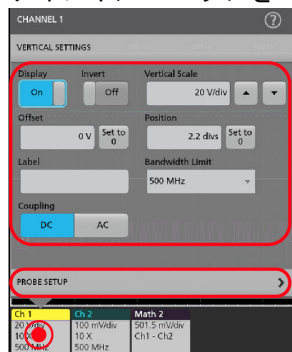 CHANNEL 1 ?
VERTICAL SETTINGS
Display Invert Vertical Scale
On Off 20 V/div
Offset Position
0 V Set to 0 2.2 divs Set to 0
Label Bandwidth Limit
500 MHz
Coupling
DC AC
PROBE SETUP
Ch 1 Ch 2 Math 2
20 V/div 100 mV/div 501.5 mV/div
10 X 10 X Ch1 - Ch2
500 MHz 500 MHz